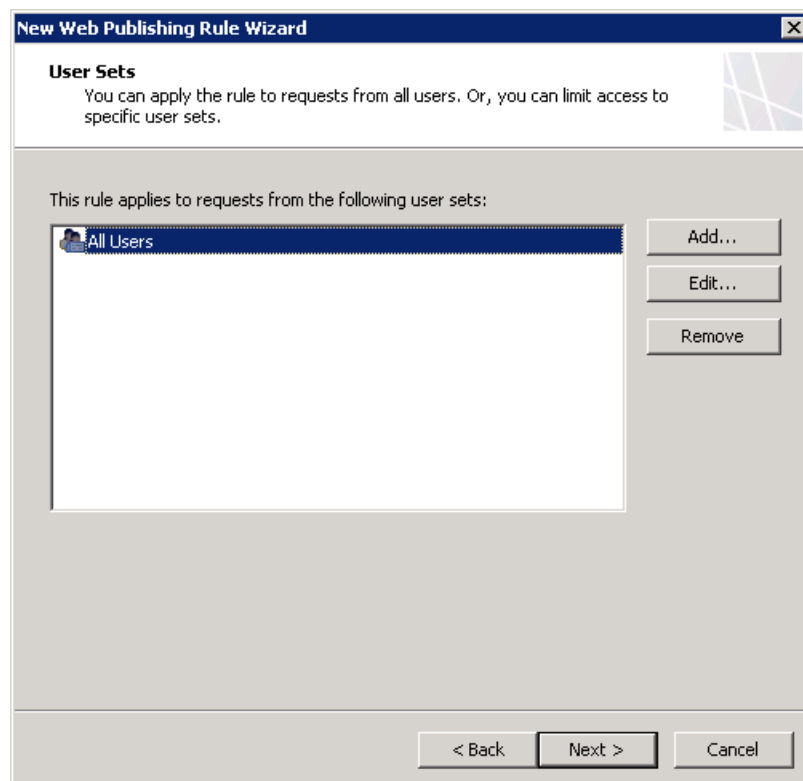 New Web Publishing Rule Wizard
User Sets
You can apply the rule to requests from all users. Or, you can limit access to
specific user sets.
This rule applies to requests from the following user sets:
All Users
Add...
Edit...
Remove
< Back
Next >
Cancel